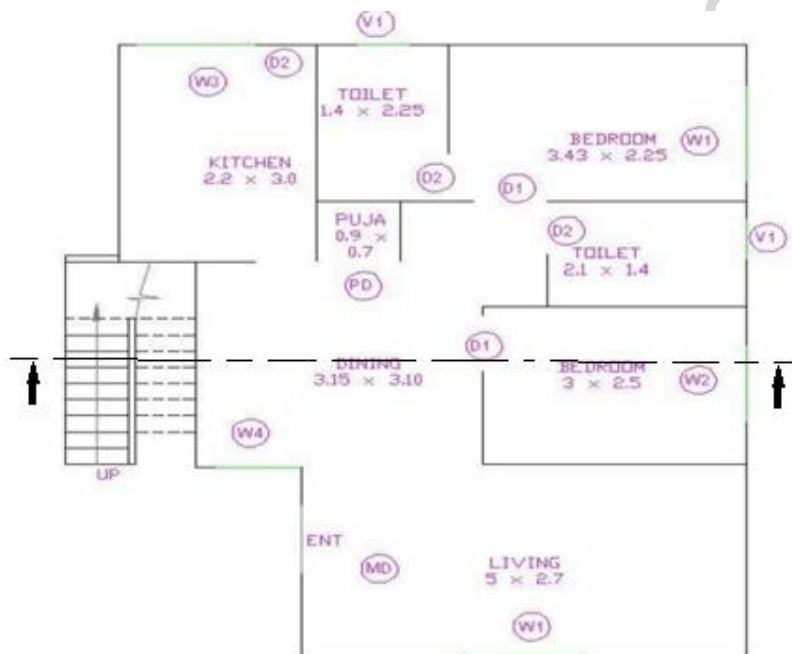 V1
W3
D2
TOILET
1.4 × 2.25
BEDROOM
3.43 × 2.25
W1
KITCHEN
2.2 × 3.0
D2
D1
PUJA
0.9 ×
0.7
D2
TOILET
2.1 × 1.4
V1
PD
D1
DINING
3.15 × 3.10
BEDROOM
3 × 2.5
W2
W4
UP
ENT
MD
LIVING
5 × 2.7
W1